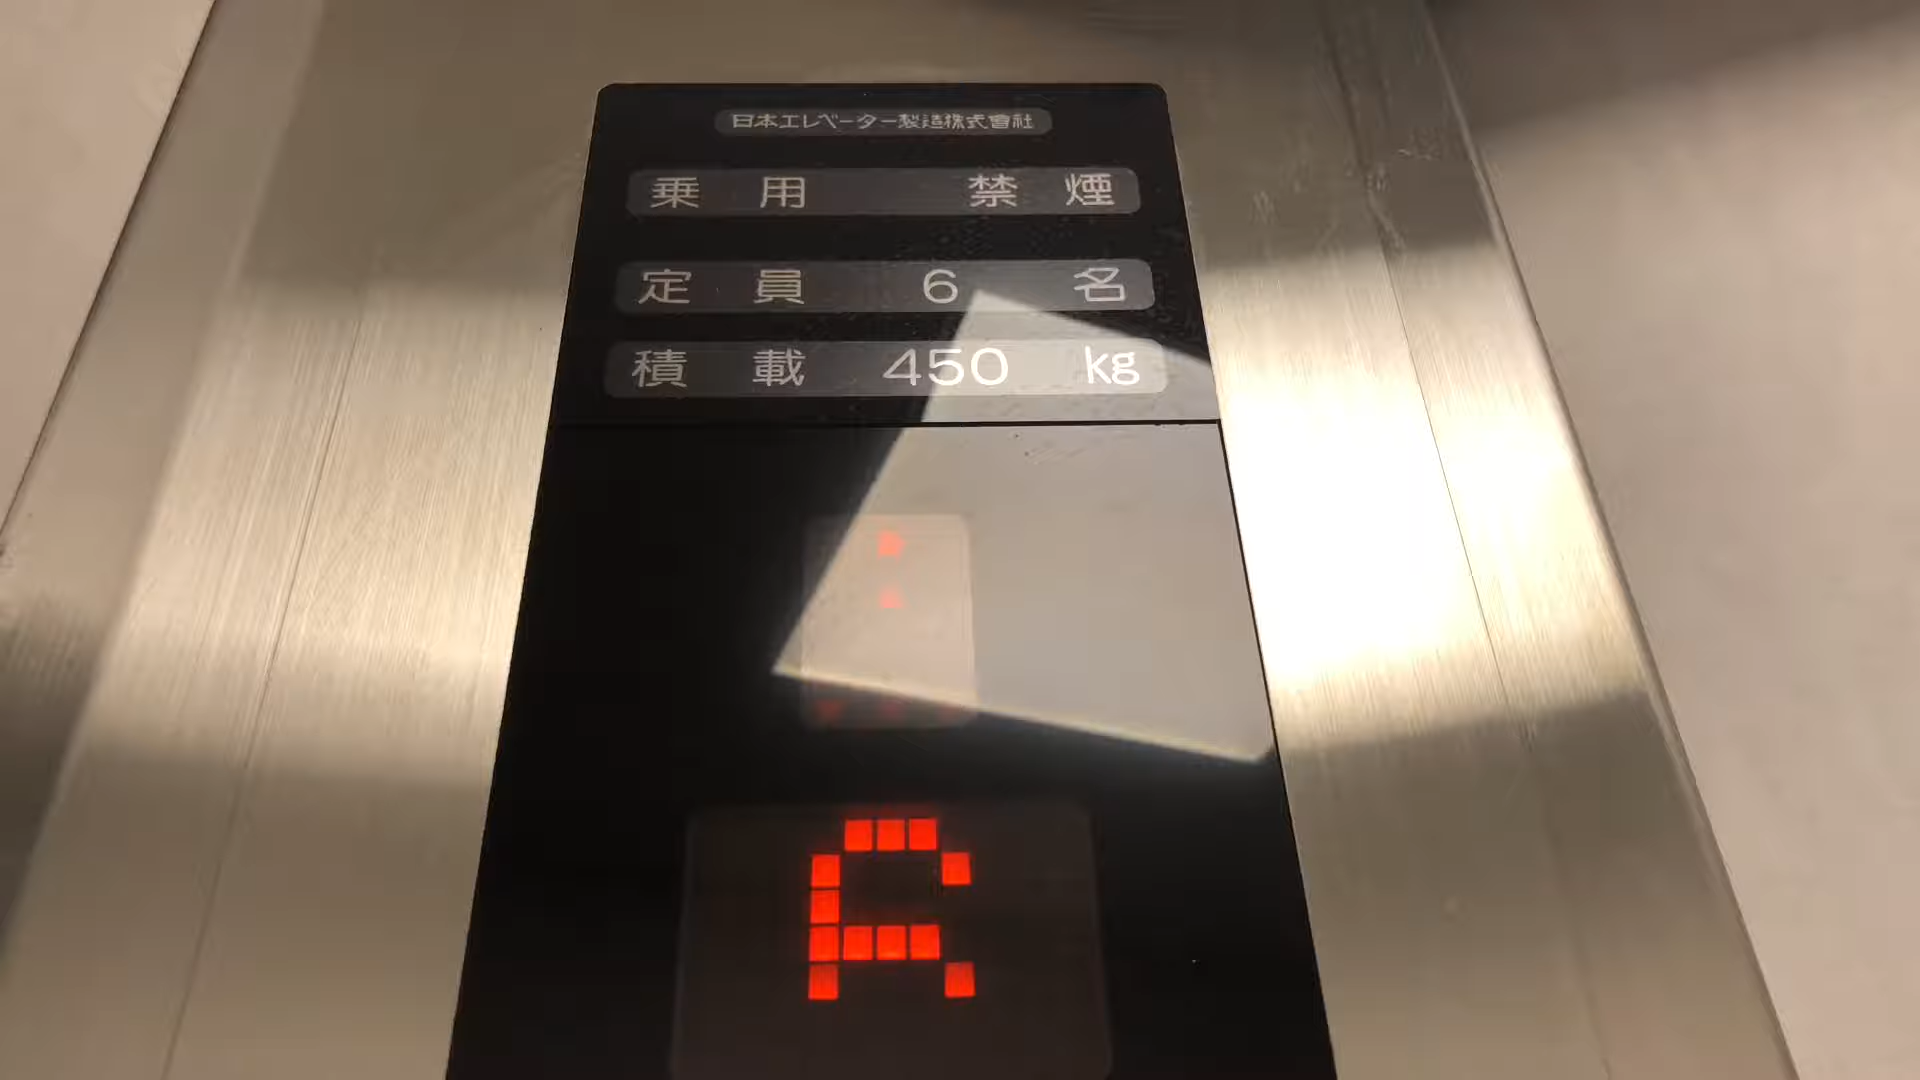 日本エレベーター製造株式會社
乗用 禁煙
定員 6 名
積載 450 kg